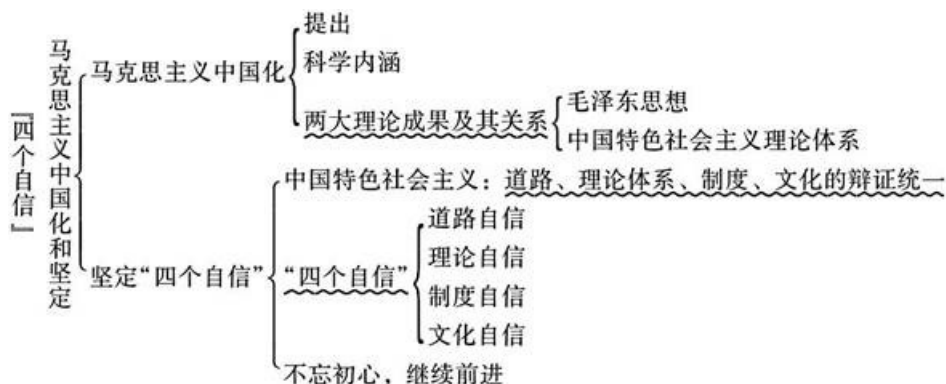 马克思主义中国化和坚定
『四个自信』
马克思主义中国化
提出
科学内涵
两大理论成果及其关系
毛泽东思想
中国特色社会主义理论体系
坚定“四个自信”
中国特色社会主义：道路、理论体系、制度、文化的辩证统一
“四个自信”
道路自信
理论自信
制度自信
文化自信
不忘初心，继续前进